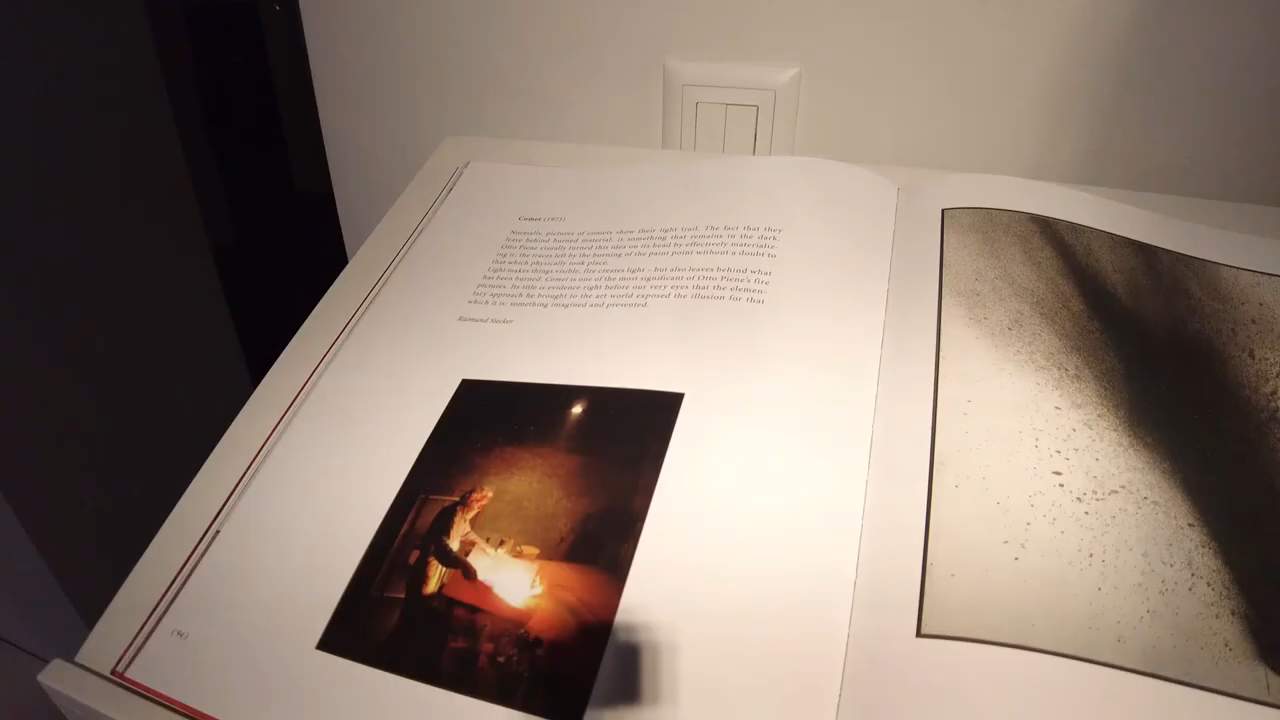 Comet (1973)
Normally, pictures of comets show their light trail. The fact that they
leave behind burned material, is something that remains in the dark,
Otto Piene visually turned this idea on its head by effectively materializ-
ing it, the traces left by the burning of the paint point without a doubt to
that which physically took place.
Light makes things visible, fire creates light – but also leaves behind what
has been burned. Comet is one of the most significant of Otto Piene's fire
pictures. Its title is evidence right before our very eyes that the elemen-
tary approach he brought to the art world exposed the illusion for that
which it is: something imagined and presented.
Raimund Stecker